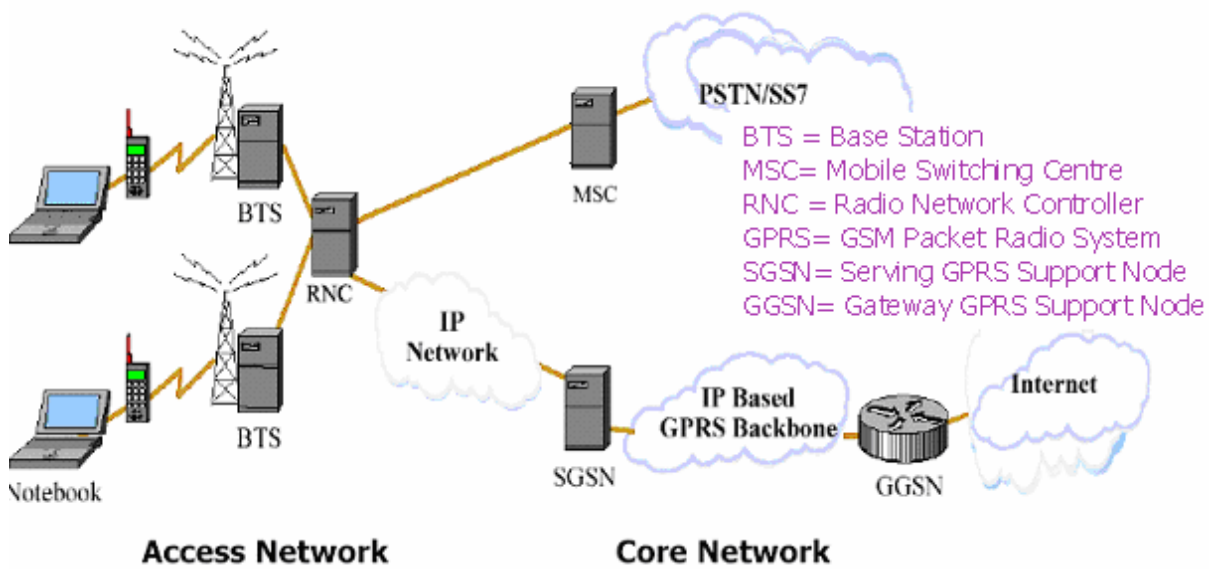 PSTN/SS7
BTS = Base Station
MSC= Mobile Switching Centre
RNC = Radio Network Controller
GPRS= GSM Packet Radio System
SGSN= Serving GPRS Support Node
GGSN= Gateway GPRS Support Node
BTS
MSC
RNC
IP
Network
BTS
Notebook
SGSN
IP Based
GPRS Backbone
GGSN
Internet
Access Network
Core Network